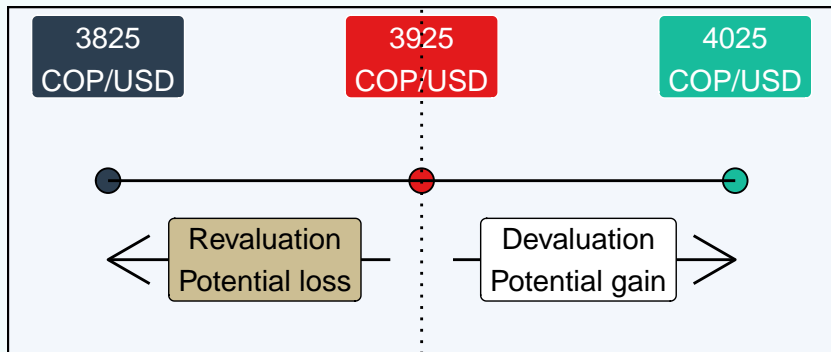 3825
COP/USD
3925
COP/USD
4025
COP/USD
Revaluation
Potential loss
Devaluation
Potential gain